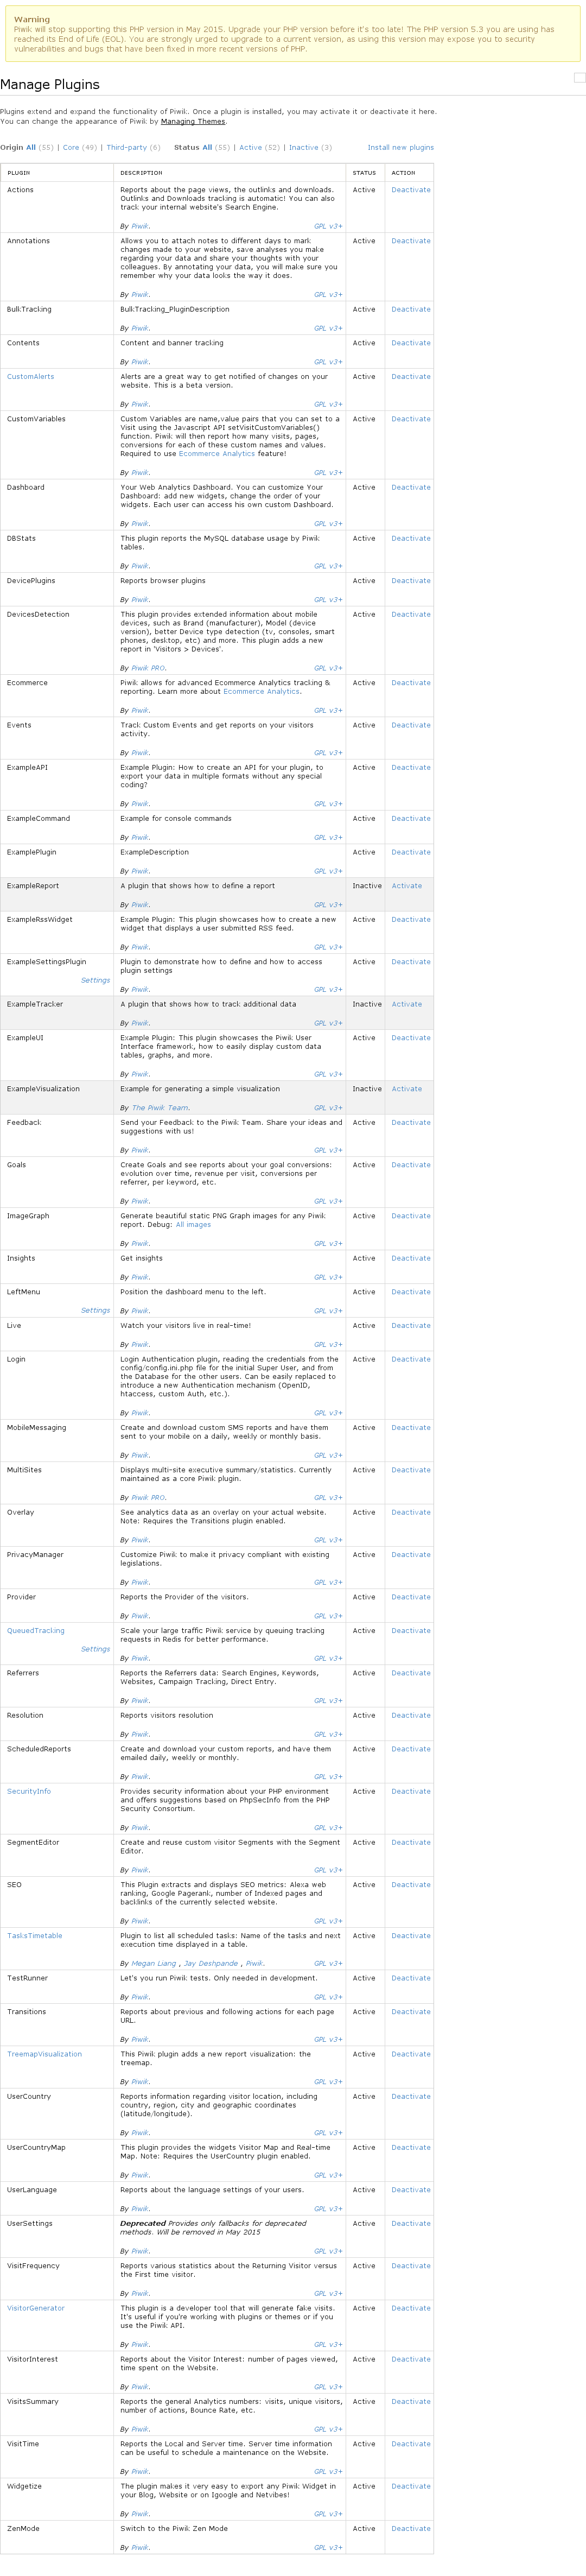 Warning
Piwik will stop supporting this PHP version in May 2015. Upgrade your PHP version before it's too late! The PHP version 5.3 you are using has
reached its End of Life (EOL). You are strongly urged to upgrade to a current version, as using this version may expose you to security
vulnerabilities and bugs that have been fixed in more recent versions of PHP.
Manage Plugins
Plugins extend and expand the functionality of Piwik. Once a plugin is installed, you may activate it or deactivate it here.
You can change the appearance of Piwik by Managing Themes.
Origin All (55) | Core (49) | Third-party (6) Status All (55) | Active (52) | Inactive (3) Install new plugins
PLUGIN DESCRIPTION STATUS ACTION
Actions Reports about the page views, the outlinks and downloads. Active Deactivate
Outlinks and Downloads tracking is automatic! You can also
track your internal website's Search Engine.
By Piwik. GPL v3+
Annotations Allows you to attach notes to different days to mark Active Deactivate
changes made to your website, save analyses you make
regarding your data and share your thoughts with your
colleagues. By annotating your data, you will make sure you
remember why your data looks the way it does.
By Piwik. GPL v3+
BulkTracking BulkTracking_PluginDescription Active Deactivate
By Piwik. GPL v3+
Contents Content and banner tracking Active Deactivate
By Piwik. GPL v3+
CustomAlerts Alerts are a great way to get notified of changes on your Active Deactivate
website. This is a beta version.
By Piwik. GPL v3+
CustomVariables Custom Variables are name,value pairs that you can set to a Active Deactivate
Visit using the Javascript API setVisitCustomVariables()
function. Piwik will then report how many visits, pages,
conversions for each of these custom names and values.
Required to use Ecommerce Analytics feature!
By Piwik. GPL v3+
Dashboard Your Web Analytics Dashboard. You can customize Your Active Deactivate
Dashboard: add new widgets, change the order of your
widgets. Each user can access his own custom Dashboard.
By Piwik. GPL v3+
DBStats This plugin reports the MySQL database usage by Piwik Active Deactivate
tables.
By Piwik. GPL v3+
DevicePlugins Reports browser plugins Active Deactivate
By Piwik. GPL v3+
DevicesDetection This plugin provides extended information about mobile Active Deactivate
devices, such as Brand (manufacturer), Model (device
version), better Device type detection (tv, consoles, smart
phones, desktop, etc) and more. This plugin adds a new
report in 'Visitors > Devices'.
By Piwik PRO. GPL v3+
Ecommerce Piwik allows for advanced Ecommerce Analytics tracking & Active Deactivate
reporting. Learn more about Ecommerce Analytics.
By Piwik. GPL v3+
Events Track Custom Events and get reports on your visitors Active Deactivate
activity.
By Piwik. GPL v3+
ExampleAPI Example Plugin: How to create an API for your plugin, to Active Deactivate
export your data in multiple formats without any special
coding?
By Piwik. GPL v3+
ExampleCommand Example for console commands Active Deactivate
By Piwik. GPL v3+
ExamplePlugin ExampleDescription Active Deactivate
By Piwik. GPL v3+
ExampleReport A plugin that shows how to define a report Inactive Activate
By Piwik. GPL v3+
ExampleRssWidget Example Plugin: This plugin showcases how to create a new Active Deactivate
widget that displays a user submitted RSS feed.
By Piwik. GPL v3+
ExampleSettingsPlugin Plugin to demonstrate how to define and how to access Active Deactivate
plugin settings
Settings
By Piwik. GPL v3+
ExampleTracker A plugin that shows how to track additional data Inactive Activate
By Piwik. GPL v3+
ExampleUI Example Plugin: This plugin showcases the Piwik User Active Deactivate
Interface framework, how to easily display custom data
tables, graphs, and more.
By Piwik. GPL v3+
ExampleVisualization Example for generating a simple visualization Inactive Activate
By The Piwik Team. GPL v3+
Feedback Send your Feedback to the Piwik Team. Share your ideas and Active Deactivate
suggestions with us!
By Piwik. GPL v3+
Goals Create Goals and see reports about your goal conversions: Active Deactivate
evolution over time, revenue per visit, conversions per
referrer, per keyword, etc.
By Piwik. GPL v3+
ImageGraph Generate beautiful static PNG Graph images for any Piwik Active Deactivate
report. Debug: All images
By Piwik. GPL v3+
Insights Get insights Active Deactivate
By Piwik. GPL v3+
LeftMenu Position the dashboard menu to the left. Active Deactivate
Settings By Piwik. GPL v3+
Live Watch your visitors live in real-time! Active Deactivate
By Piwik. GPL v3+
Login Login Authentication plugin, reading the credentials from the Active Deactivate
config/config.ini.php file for the initial Super User, and from
the Database for the other users. Can be easily replaced to
introduce a new Authentication mechanism (OpenID,
htaccess, custom Auth, etc.).
By Piwik. GPL v3+
MobileMessaging Create and download custom SMS reports and have them Active Deactivate
sent to your mobile on a daily, weekly or monthly basis.
By Piwik. GPL v3+
MultiSites Displays multi-site executive summary/statistics. Currently Active Deactivate
maintained as a core Piwik plugin.
By Piwik PRO. GPL v3+
Overlay See analytics data as an overlay on your actual website. Active Deactivate
Note: Requires the Transitions plugin enabled.
By Piwik. GPL v3+
PrivacyManager Customize Piwik to make it privacy compliant with existing Active Deactivate
legislations.
By Piwik. GPL v3+
Provider Reports the Provider of the visitors. Active Deactivate
By Piwik. GPL v3+
QueuedTracking Scale your large traffic Piwik service by queuing tracking Active Deactivate
requests in Redis for better performance.
Settings
By Piwik. GPL v3+
Referrers Reports the Referrers data: Search Engines, Keywords, Active Deactivate
Websites, Campaign Tracking, Direct Entry.
By Piwik. GPL v3+
Resolution Reports visitors resolution Active Deactivate
By Piwik. GPL v3+
ScheduledReports Create and download your custom reports, and have them Active Deactivate
emailed daily, weekly or monthly.
By Piwik. GPL v3+
SecurityInfo Provides security information about your PHP environment Active Deactivate
and offers suggestions based on PhpSecInfo from the PHP
Security Consortium.
By Piwik. GPL v3+
SegmentEditor Create and reuse custom visitor Segments with the Segment Active Deactivate
Editor.
By Piwik. GPL v3+
SEO This Plugin extracts and displays SEO metrics: Alexa web Active Deactivate
ranking, Google Pagerank, number of Indexed pages and
backlinks of the currently selected website.
By Piwik. GPL v3+
TasksTimetable Plugin to list all scheduled tasks: Name of the tasks and next Active Deactivate
execution time displayed in a table.
By Megan Liang , Jay Deshpande , Piwik. GPL v3+
TestRunner Let's you run Piwik tests. Only needed in development. Active Deactivate
By Piwik. GPL v3+
Transitions Reports about previous and following actions for each page Active Deactivate
URL.
By Piwik. GPL v3+
TreemapVisualization This Piwik plugin adds a new report visualization: the Active Deactivate
treemap.
By Piwik. GPL v3+
UserCountry Reports information regarding visitor location, including Active Deactivate
country, region, city and geographic coordinates
(latitude/longitude).
By Piwik. GPL v3+
UserCountryMap This plugin provides the widgets Visitor Map and Real-time Active Deactivate
Map. Note: Requires the UserCountry plugin enabled.
By Piwik. GPL v3+
UserLanguage Reports about the language settings of your users. Active Deactivate
By Piwik. GPL v3+
UserSettings Deprecated Provides only fallbacks for deprecated Active Deactivate
methods. Will be removed in May 2015
By Piwik. GPL v3+
VisitFrequency Reports various statistics about the Returning Visitor versus Active Deactivate
the First time visitor.
By Piwik. GPL v3+
VisitorGenerator This plugin is a developer tool that will generate fake visits. Active Deactivate
It's useful if you're working with plugins or themes or if you
use the Piwik API.
By Piwik. GPL v3+
VisitorInterest Reports about the Visitor Interest: number of pages viewed, Active Deactivate
time spent on the Website.
By Piwik. GPL v3+
VisitsSummary Reports the general Analytics numbers: visits, unique visitors, Active Deactivate
number of actions, Bounce Rate, etc.
By Piwik. GPL v3+
VisitTime Reports the Local and Server time. Server time information Active Deactivate
can be useful to schedule a maintenance on the Website.
By Piwik. GPL v3+
Widgetize The plugin makes it very easy to export any Piwik Widget in Active Deactivate
your Blog, Website or on Igoogle and Netvibes!
By Piwik. GPL v3+
ZenMode Switch to the Piwik Zen Mode Active Deactivate
By Piwik. GPL v3+